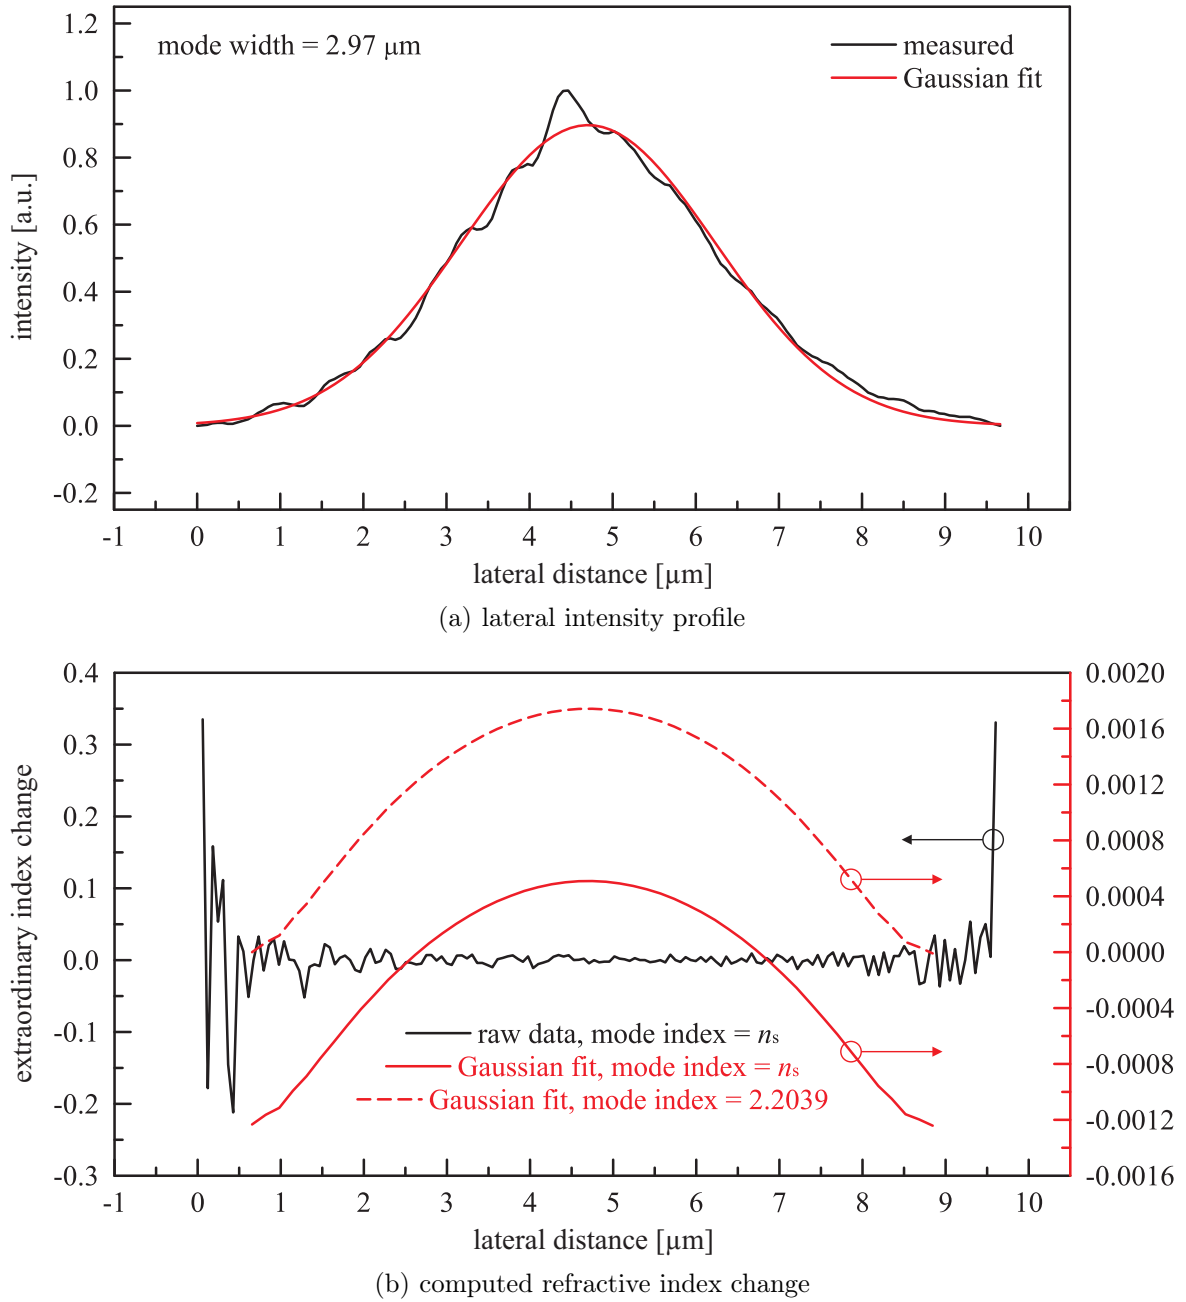 mode width = 2.97 µm
measured
Gaussian fit
1.2
1.0
0.8
0.6
0.4
0.2
0.0
-0.2
intensity [a.u.]
-1 0 1 2 3 4 5 6 7 8 9 10
lateral distance [µm]
(a) lateral intensity profile
0.4
0.3
0.2
0.1
0.0
-0.1
-0.2
-0.3
extraordinary index change
0.0020
0.0016
0.0012
0.0008
0.0004
0.0000
-0.0004
-0.0008
-0.0012
-0.0016
raw data, mode index = ns
Gaussian fit, mode index = ns
Gaussian fit, mode index = 2.2039
-1 0 1 2 3 4 5 6 7 8 9 10
lateral distance [µm]
(b) computed refractive index change